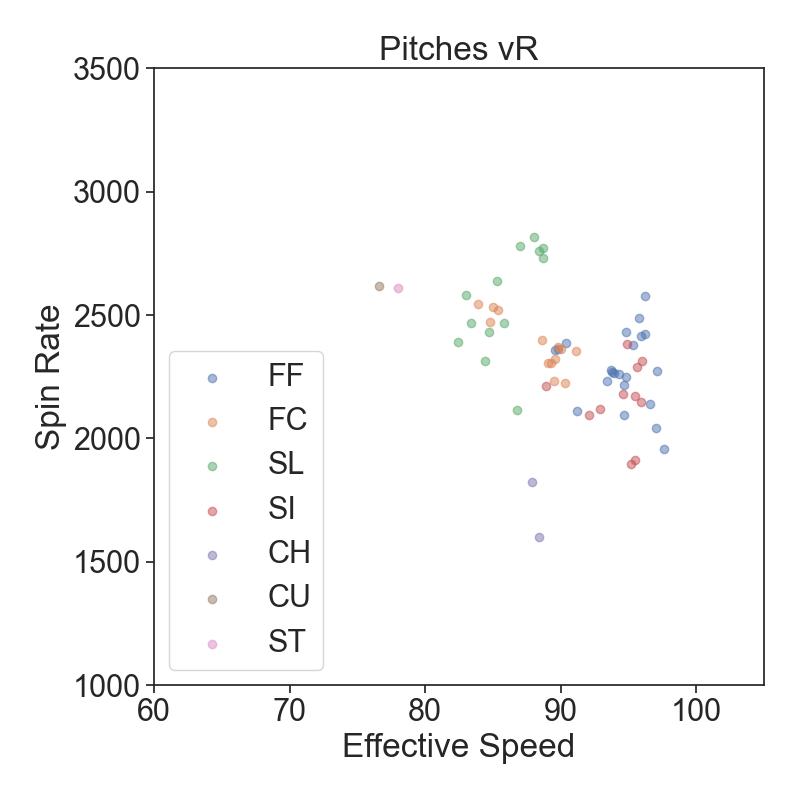 Pitches vR
3500
3000
2500
2000
1500
1000
Spin Rate
FF
FC
SL
SI
CH
CU
ST
60 70 80 90 100
Effective Speed